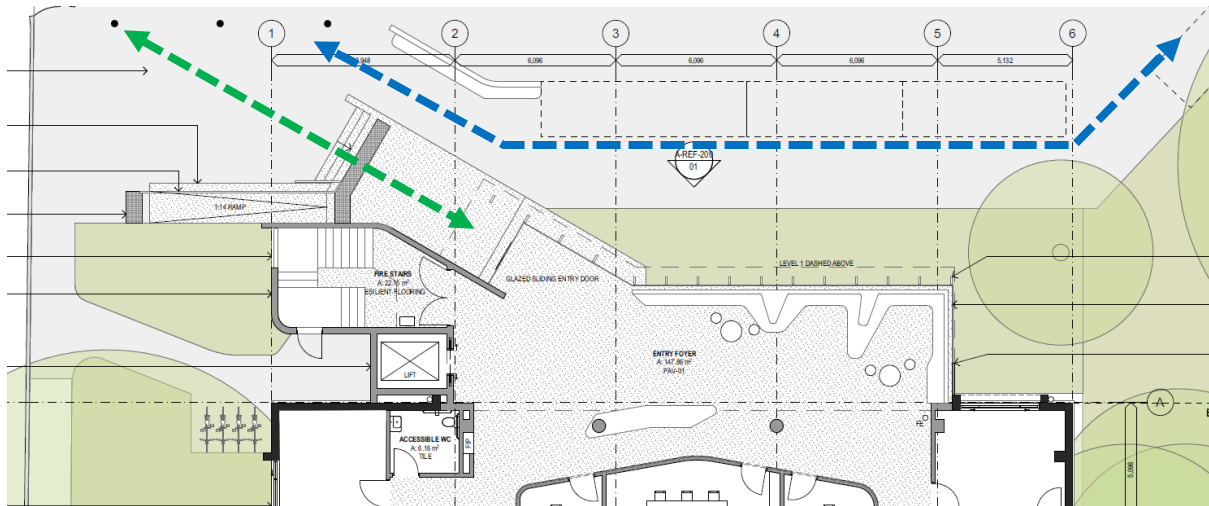 1
2
3
4
5
6
6,096
6,096
6,096
5,132
A-REF-200
01
1:14 RAMP
LEVEL 1 DASHED ABOVE
FIRE STAIRS
A: 22.15 m²
RESILIENT FLOORING
GLAZED SLIDING ENTRY DOOR
ENTRY FOYER
A: 147.86 m²
PAV-01
LIFT
A
ACCESSIBLE WC
A: 6.16 m²
TILE
FIP
FE
5,096